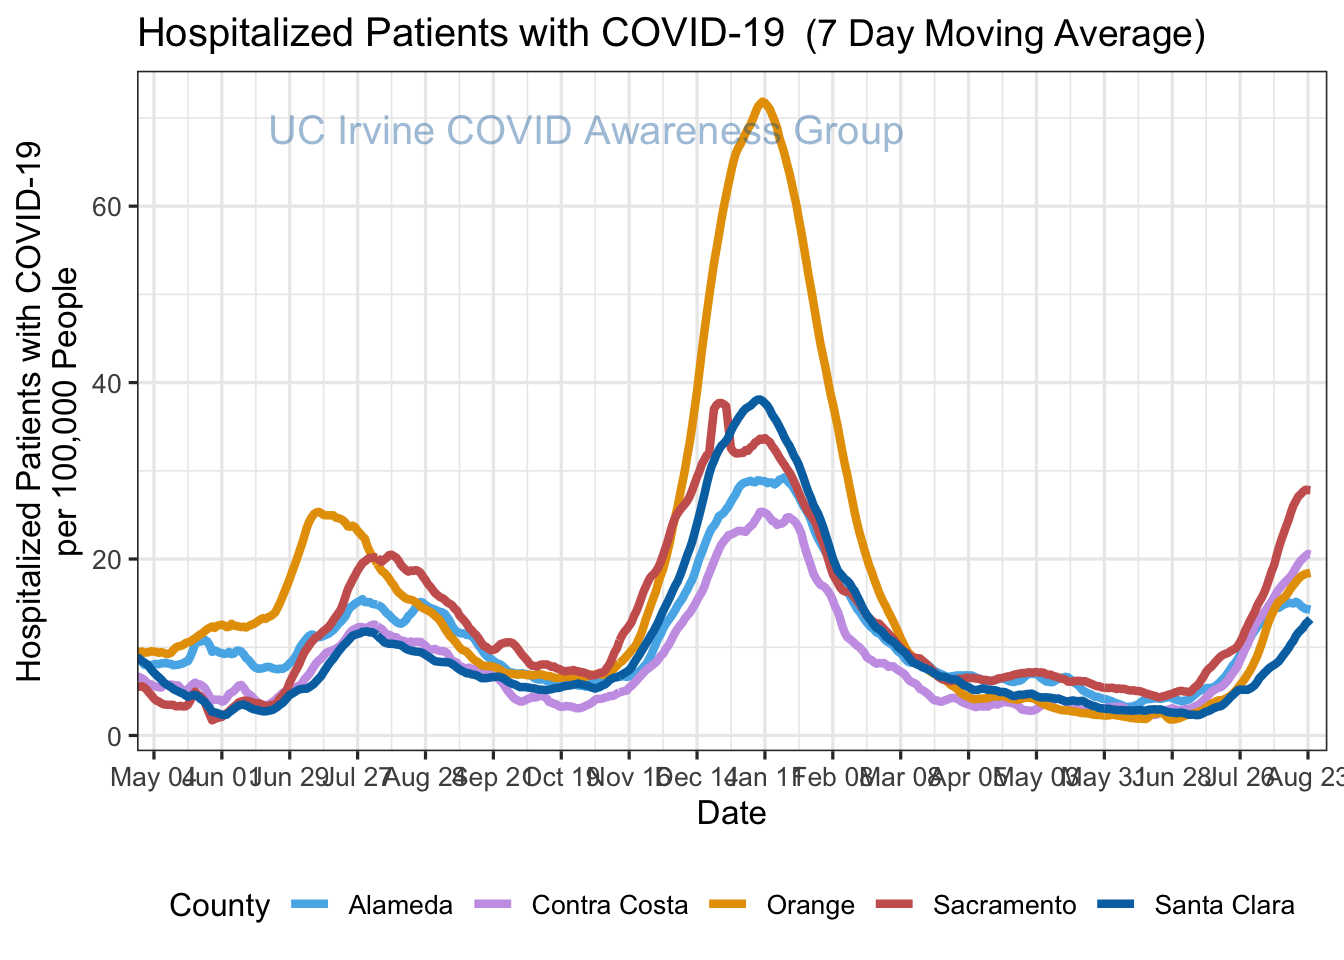 Hospitalized Patients with COVID-19 (7 Day Moving Average)
UC Irvine COVID Awareness Group
Hospitalized Patients with COVID-19
per 100,000 People
60
40
20
0
May 04 Jun 01 Jun 29 Jul 27 Aug 24 Sep 21 Oct 19 Nov 16 Dec 14 Jan 11 Feb 08 Mar 08 Apr 05 May 03 May 31 Jun 28 Jul 26 Aug 23
Date
County Alameda Contra Costa Orange Sacramento Santa Clara